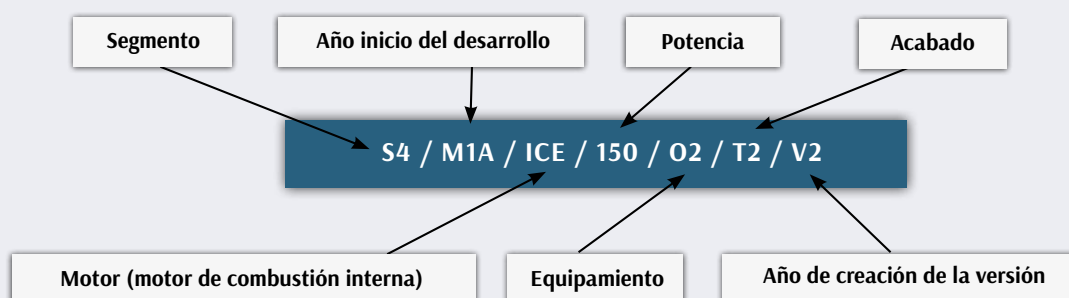 Segmento
Año inicio del desarrollo
Potencia
Acabado
S4 / M1A / ICE / 150 / O2 / T2 / V2
Motor (motor de combustión interna)
Equipamiento
Año de creación de la versión